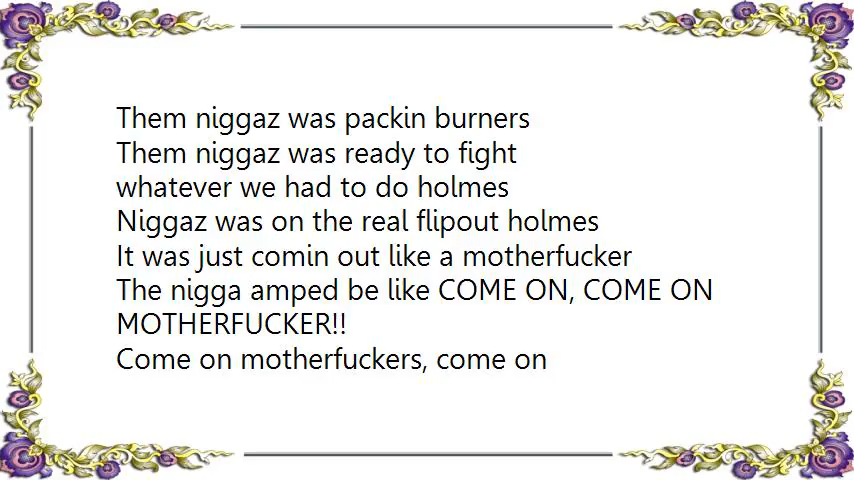 Them niggaz was packin burners
Them niggaz was ready to fight
whatever we had to do holmes
Niggaz was on the real flipout holmes
It was just comin out like a motherfucker
The nigga amped be like COME ON, COME ON
MOTHERFUCKER!!
Come on motherfuckers, come on